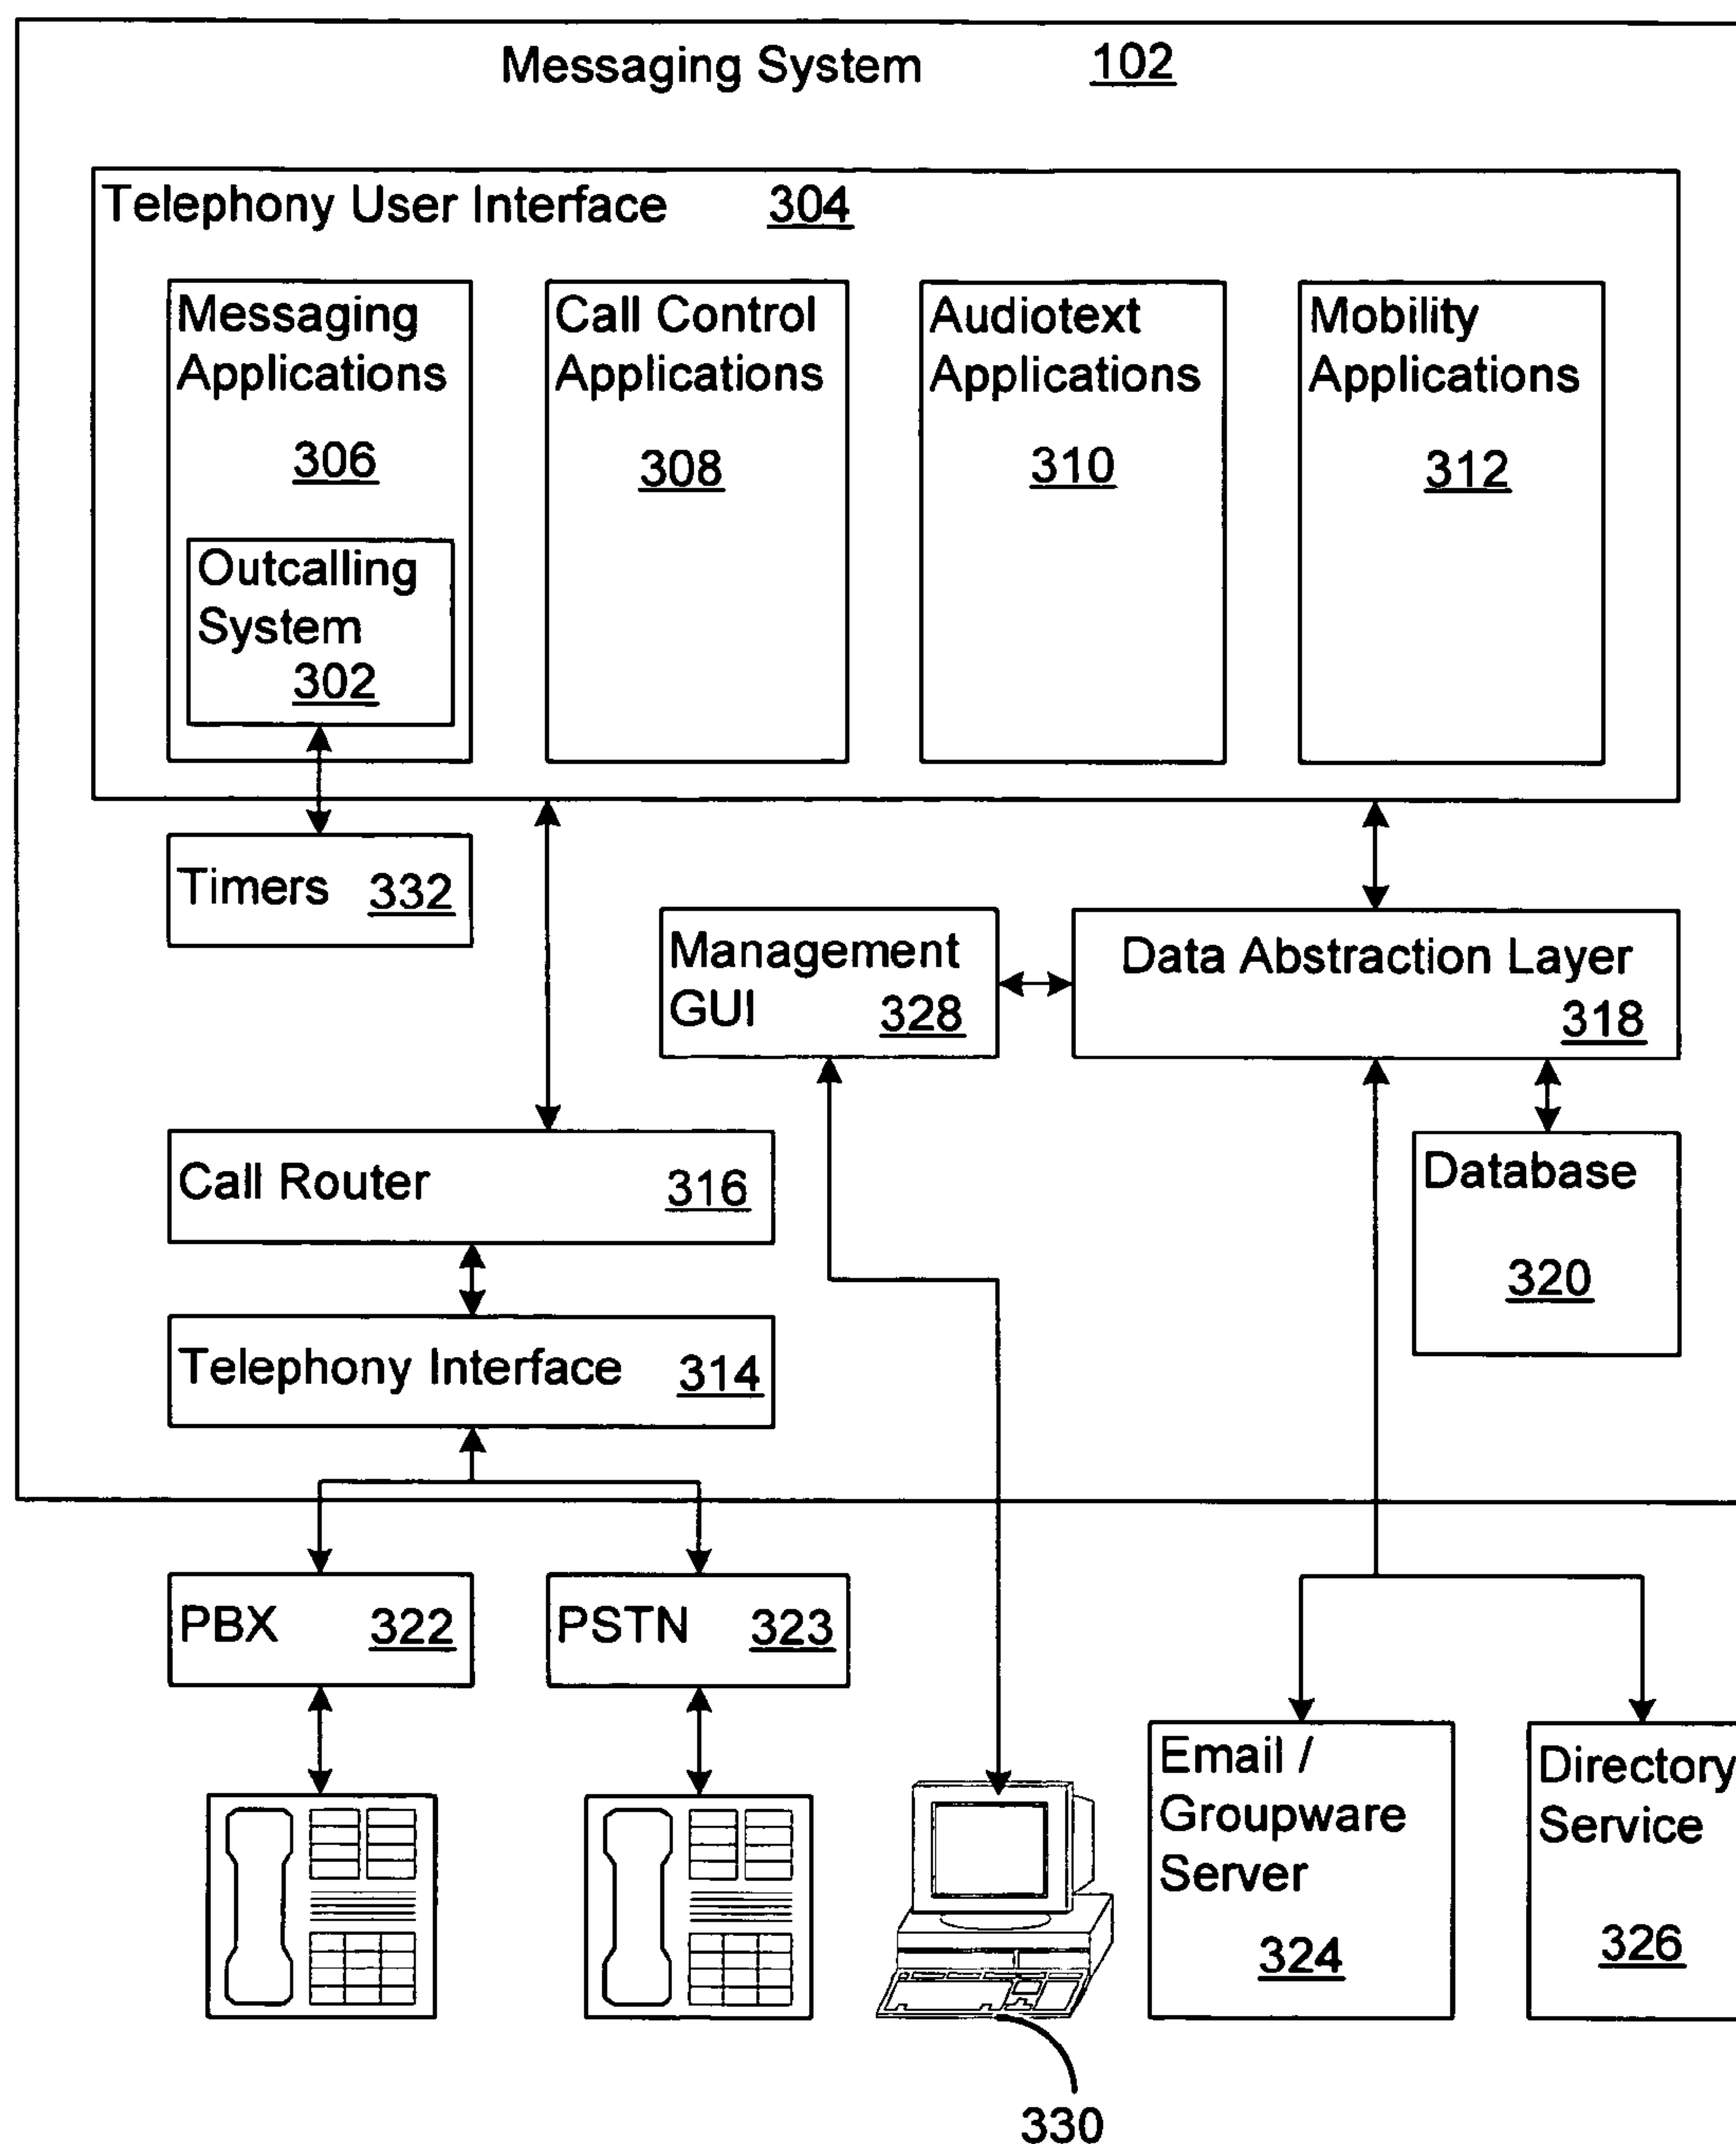 Messaging System 102
Telephony User Interface 304
Messaging
Applications
306
Call Control
Applications
308
Audiotext
Applications
310
Mobility
Applications
312
Outcalling
System
302
Timers 332
Management
GUI 328
Data Abstraction Layer
318
Call Router 316
Database
320
Telephony Interface 314
PBX 322
PSTN 323
Email /
Groupware
Server
324
Directory
Service
326
330